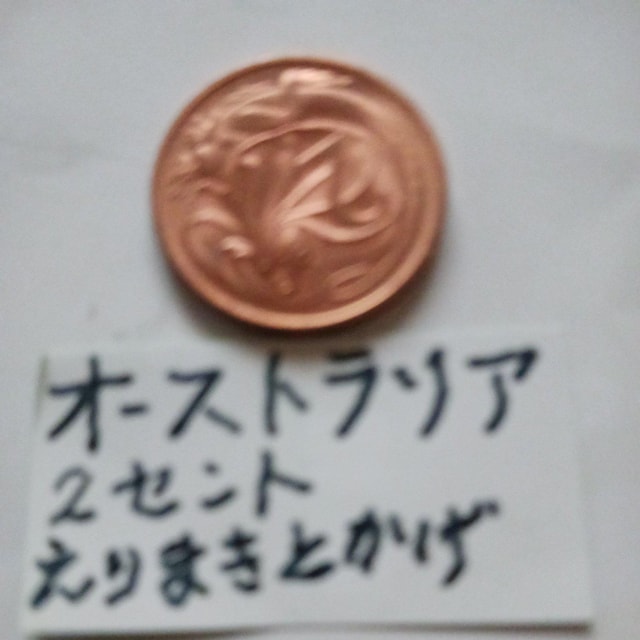 オーストラリア
2セント
えりまきとかげ